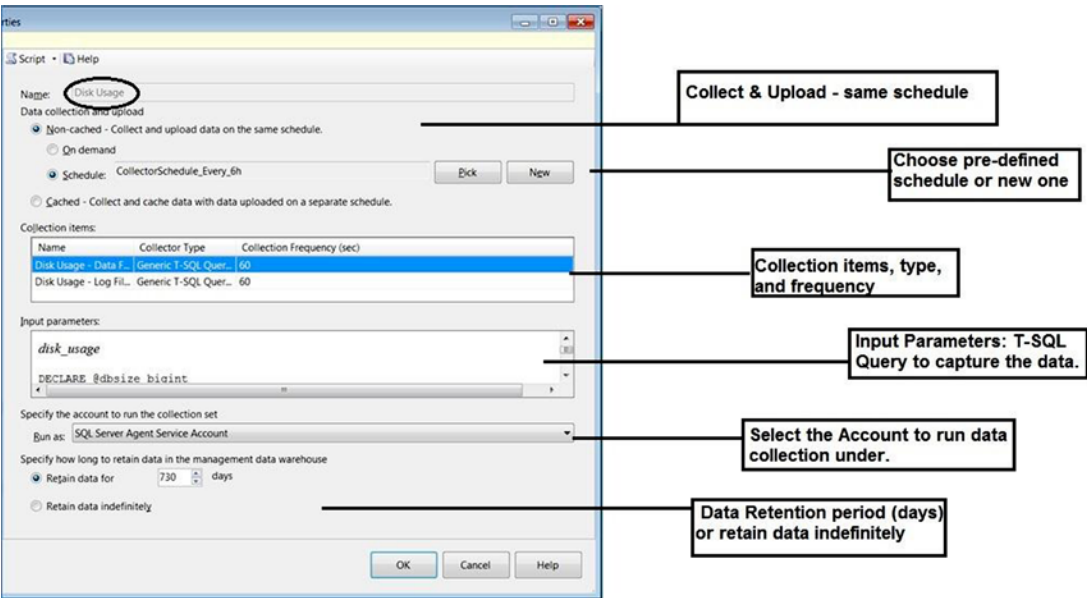 rties
Script Help
Name: Disk Usage
Data collection and upload
Non-cached - Collect and upload data on the same schedule.
On demand
Schedule: CollectorSchedule_Every_6h Pick New
Cached - Collect and cache data with data uploaded on a separate schedule.
Collection items:
Name Collector Type Collection Frequency (sec)
Disk Usage - Data F... Generic T-SQL Quer... 60
Disk Usage - Log Fil... Generic T-SQL Quer... 60
Input parameters:
disk_usage
DECLARE @dbsize bigint
Specify the account to run the collection set
Run as: SQL Server Agent Service Account
Specify how long to retain data in the management data warehouse
Retain data for 730 days
Retain data indefinitely
OK Cancel Help
Collect & Upload - same schedule
Choose pre-defined
schedule or new one
Collection items, type,
and frequency
Input Parameters: T-SQL
Query to capture the data.
Select the Account to run data
collection under.
Data Retention period (days)
or retain data indefinitely